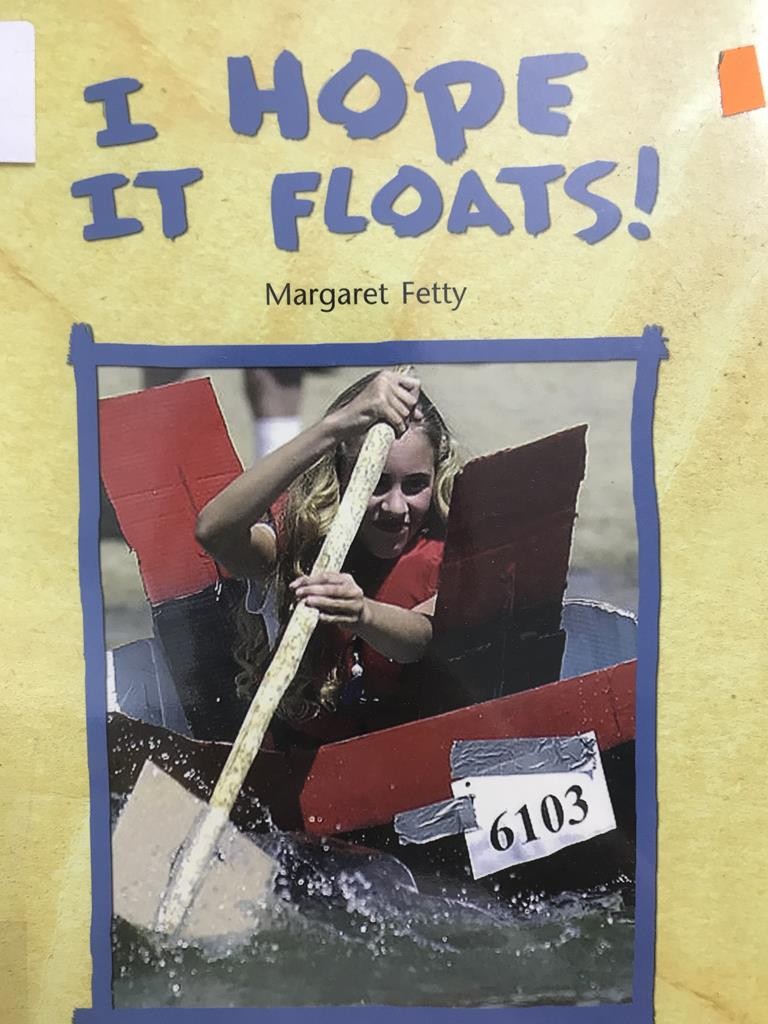 I HOPE
IT FLOATS!
Margaret Fetty
6103